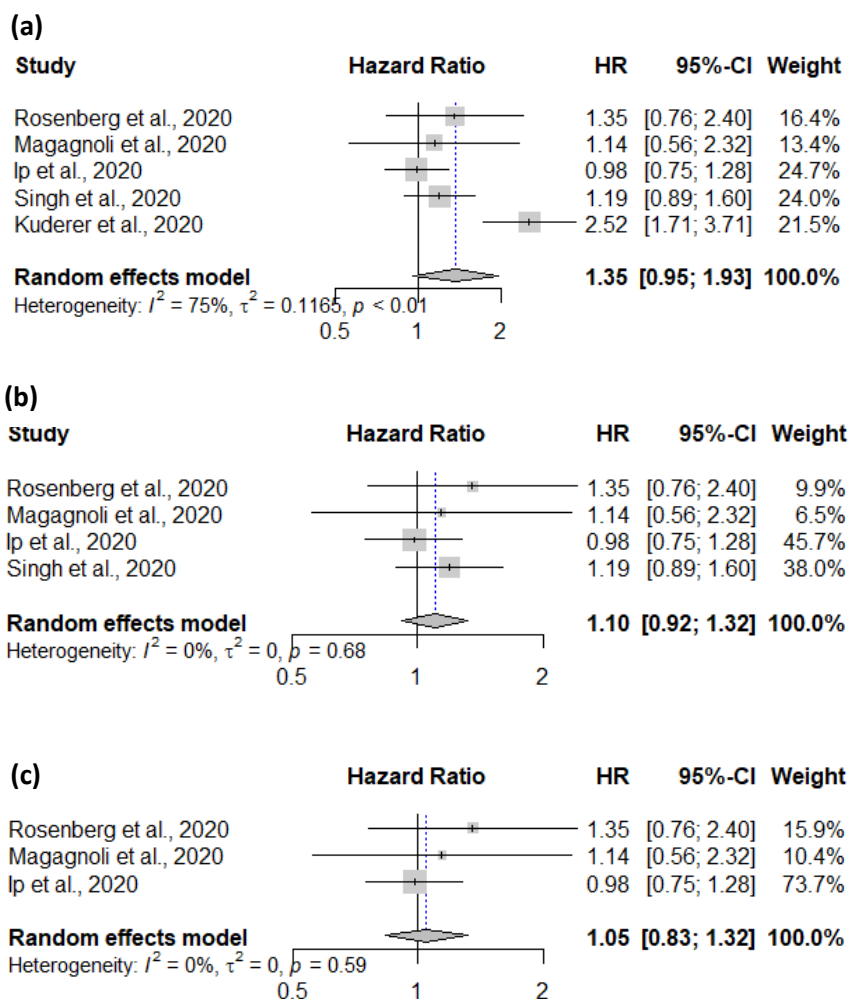 (a)
Study Hazard Ratio HR 95%-CI Weight
Rosenberg et al., 2020 1.35 [0.76; 2.40] 16.4%
Magagnoli et al., 2020 1.14 [0.56; 2.32] 13.4%
Ip et al., 2020 0.98 [0.75; 1.28] 24.7%
Singh et al., 2020 1.19 [0.89; 1.60] 24.0%
Kuderer et al., 2020 2.52 [1.71; 3.71] 21.5%
Random effects model 1.35 [0.95; 1.93] 100.0%
Heterogeneity: I² = 75%, τ² = 0.1165, p < 0.01
0.5 1 2
(b)
Study Hazard Ratio HR 95%-CI Weight
Rosenberg et al., 2020 1.35 [0.76; 2.40] 9.9%
Magagnoli et al., 2020 1.14 [0.56; 2.32] 6.5%
Ip et al., 2020 0.98 [0.75; 1.28] 45.7%
Singh et al., 2020 1.19 [0.89; 1.60] 38.0%
Random effects model 1.10 [0.92; 1.32] 100.0%
Heterogeneity: I² = 0%, τ² = 0, p = 0.68
0.5 1 2
(c) Hazard Ratio HR 95%-CI Weight
Rosenberg et al., 2020 1.35 [0.76; 2.40] 15.9%
Magagnoli et al., 2020 1.14 [0.56; 2.32] 10.4%
Ip et al., 2020 0.98 [0.75; 1.28] 73.7%
Random effects model 1.05 [0.83; 1.32] 100.0%
Heterogeneity: I² = 0%, τ² = 0, p = 0.59
0.5 1 2